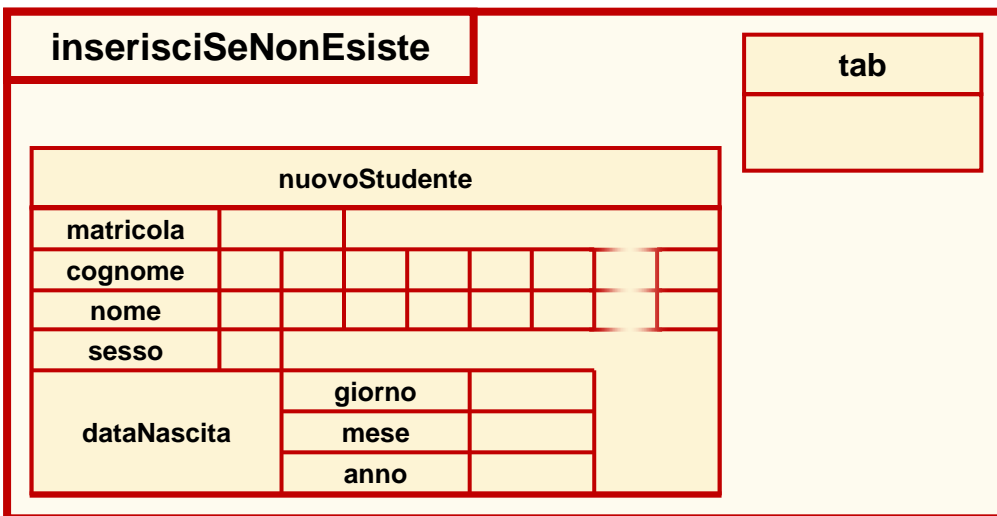 inserisciSeNonEsiste
tab
nuovoStudente
matricola
cognome
nome
sesso
dataNascita
giorno
mese
anno